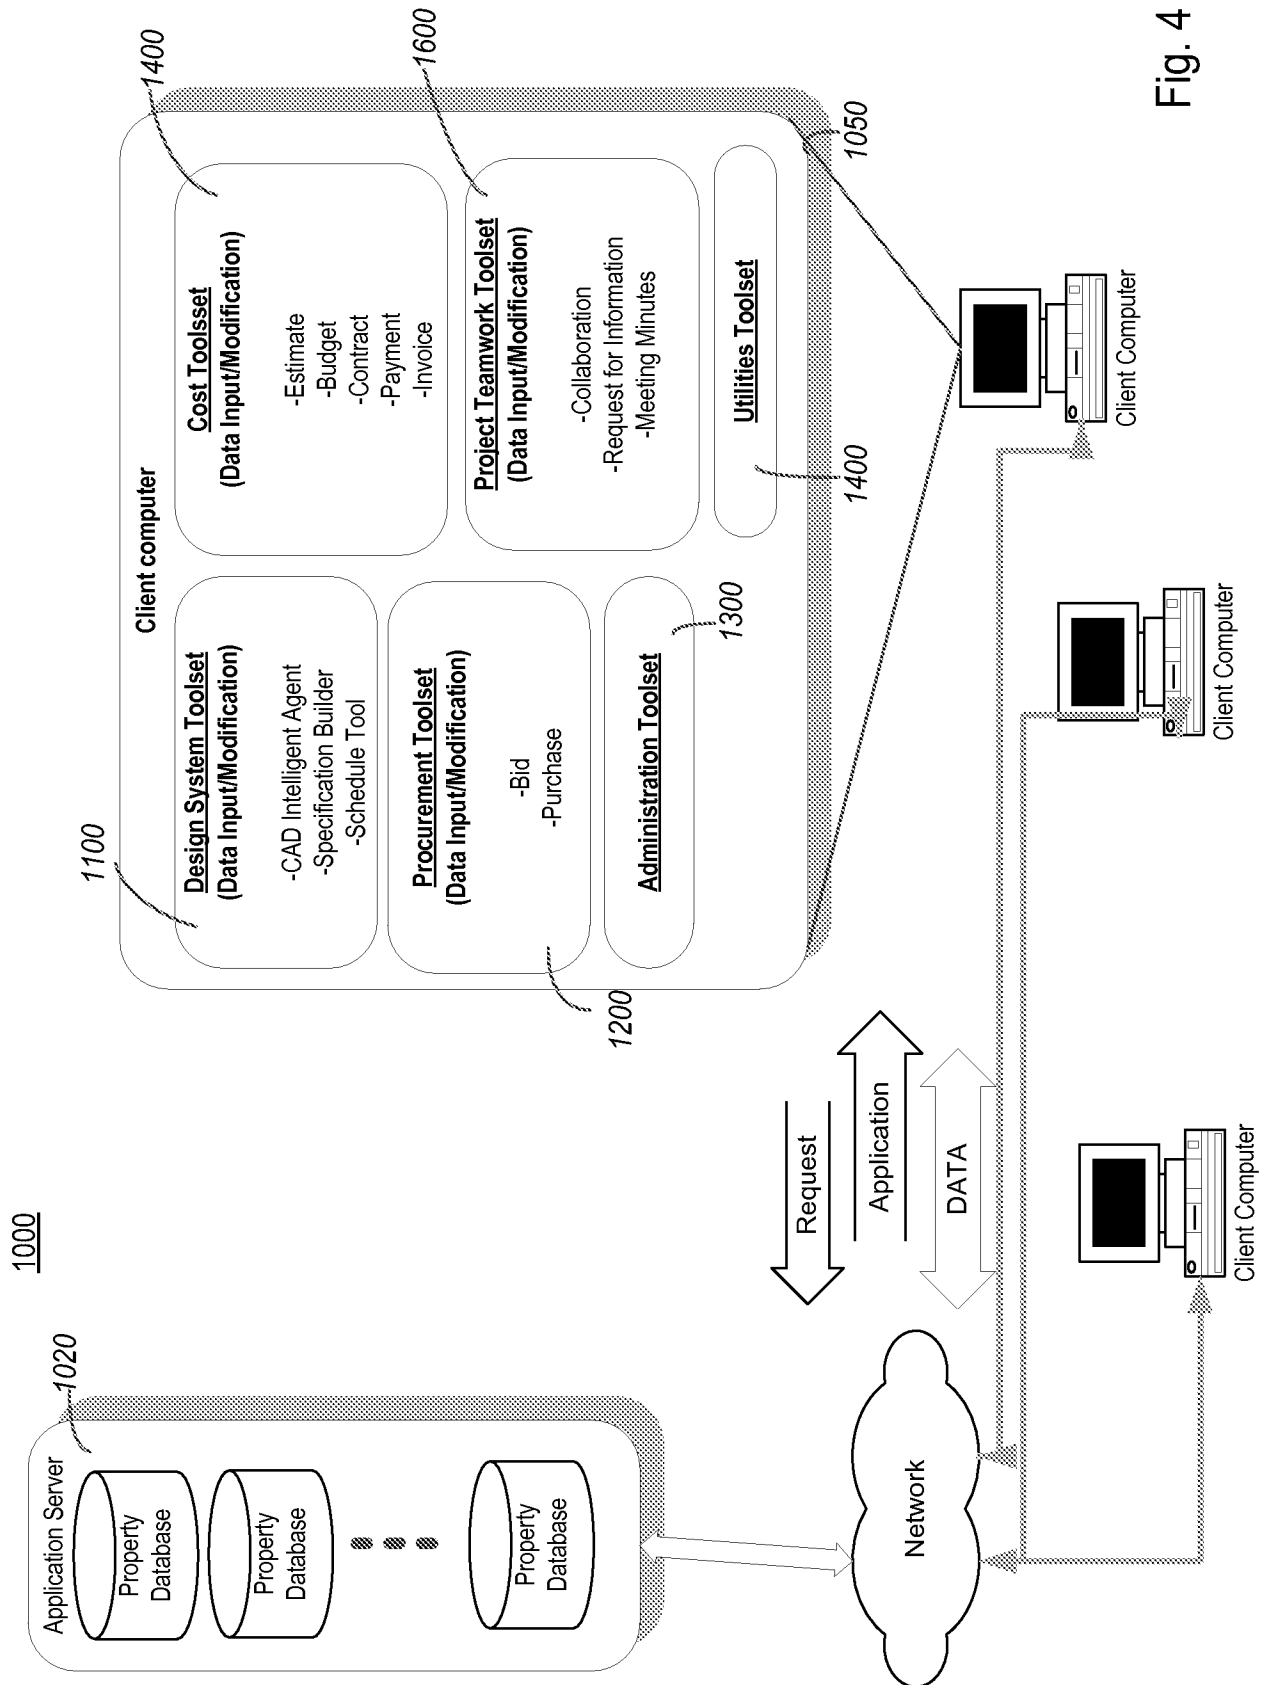 1000
Application Server
1020
Property
Database
Property
Database
Property
Database
Network
Request
Application
DATA
Client computer
1100
Design System Toolset
(Data Input/Modification)
-CAD Intelligent Agent
-Specification Builder
-Schedule Tool
1400
Cost Toolsset
(Data Input/Modification)
-Estimate
-Budget
-Contract
-Payment
-Invoice
Procurement Toolset
(Data Input/Modification)
-Bid
-Purchase
1200
1600
Project Teamwork Toolset
(Data Input/Modification)
-Collaboration
-Request for Information
-Meeting Minutes
Administration Toolset
1300
Utilities Toolset
1400
1050
Client Computer
Client Computer
Client Computer
Fig. 4